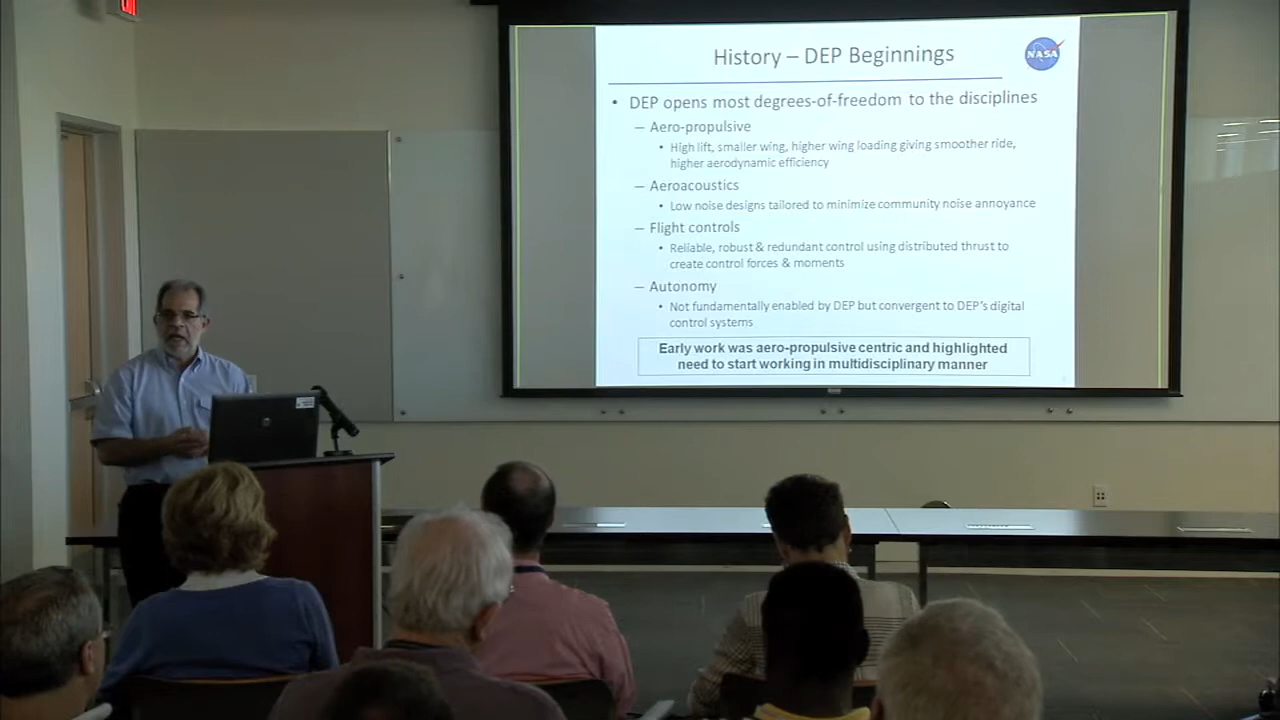 History – DEP Beginnings
NASA
• DEP opens most degrees-of-freedom to the disciplines
– Aero-propulsive
• High lift, smaller wing, higher wing loading giving smoother ride,
higher aerodynamic efficiency
– Aeroacoustics
• Low noise designs tailored to minimize community noise annoyance
– Flight controls
• Reliable, robust & redundant control using distributed thrust to
create control forces & moments
– Autonomy
• Not fundamentally enabled by DEP but convergent to DEP's digital
control systems
Early work was aero-propulsive centric and highlighted
need to start working in multidisciplinary manner